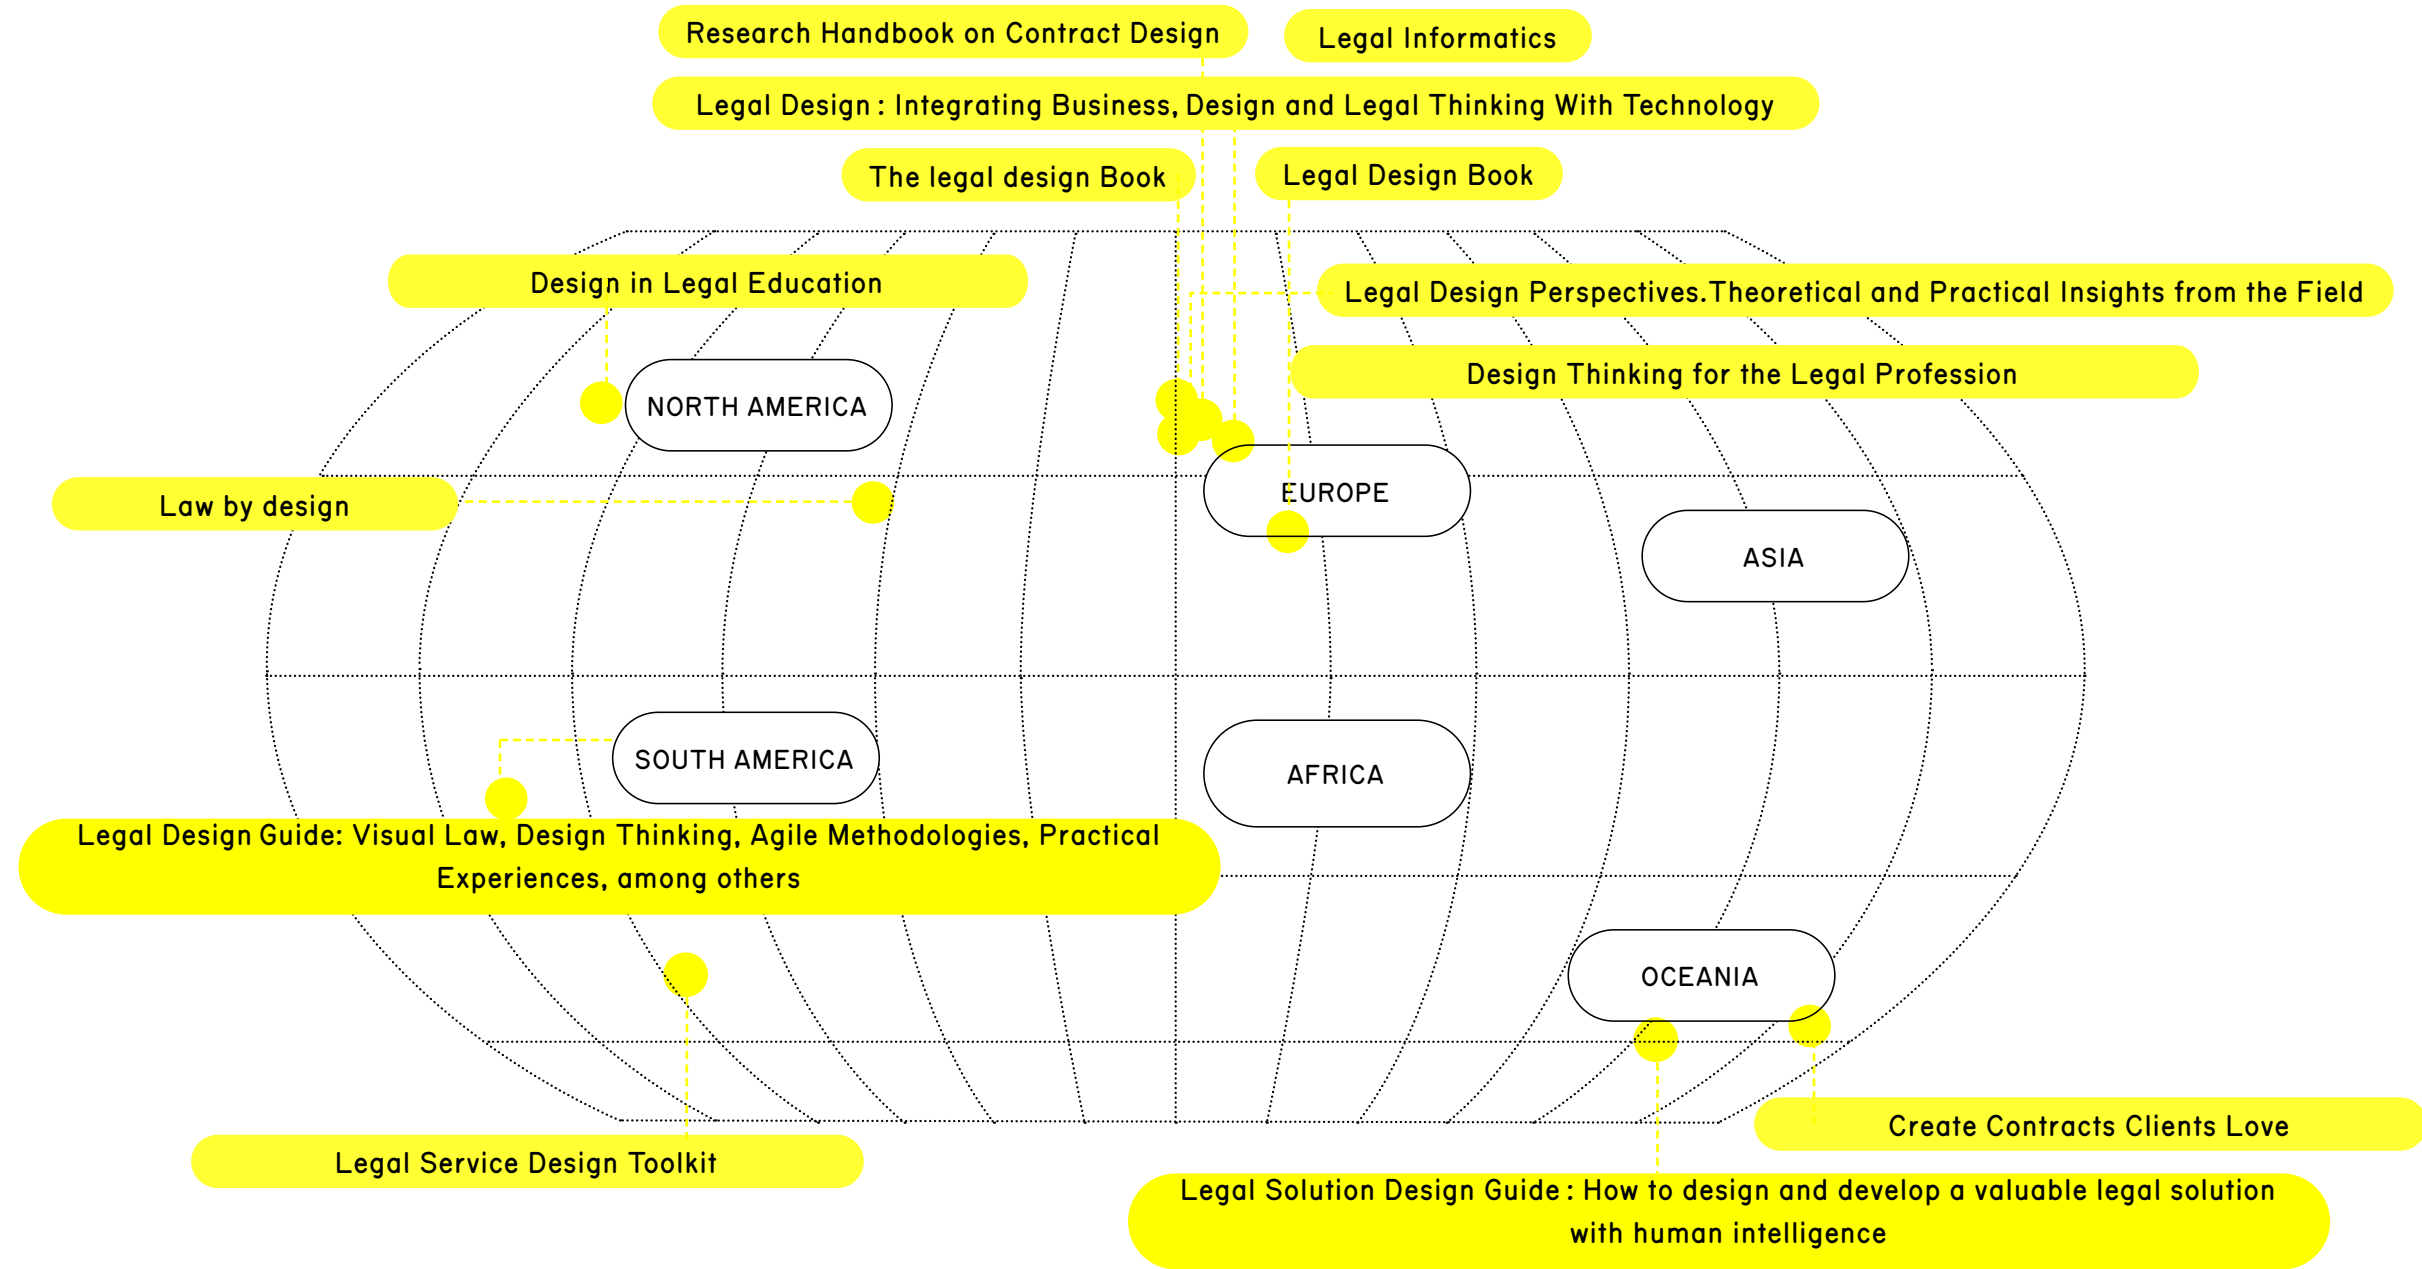 Research Handbook on Contract Design
Legal Informatics
Legal Design : Integrating Business, Design and Legal Thinking With Technology
The legal design Book
Legal Design Book
Design in Legal Education
Legal Design Perspectives.Theoretical and Practical Insights from the Field
Design Thinking for the Legal Profession
NORTH AMERICA
EUROPE
Law by design
ASIA
SOUTH AMERICA
AFRICA
Legal Design Guide: Visual Law, Design Thinking, Agile Methodologies, Practical
Experiences, among others
OCEANIA
Create Contracts Clients Love
Legal Service Design Toolkit
Legal Solution Design Guide : How to design and develop a valuable legal solution
with human intelligence